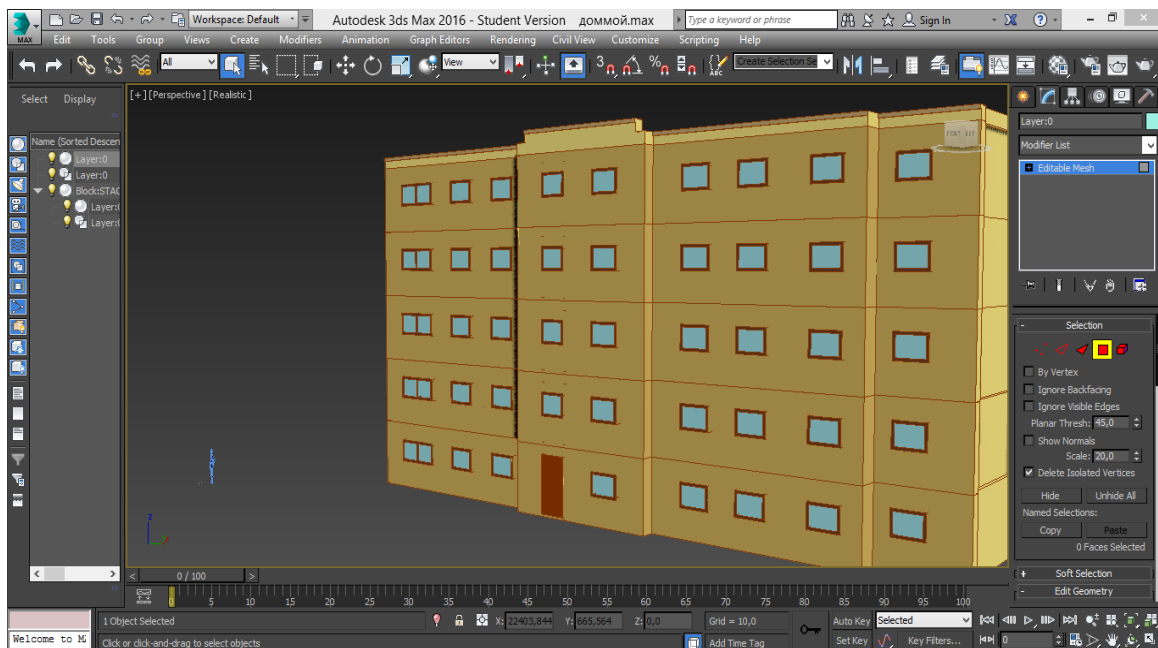 Workspace: Default
Autodesk 3ds Max 2016 - Student Version доммой.max
Type a keyword or phrase
Sign In
MAX
Edit Tools Group Views Create Modifiers Animation Graph Editors Rendering Civil View Customize Scripting Help
All
View
Create Selection Se
Select Display
[+] [Perspective] [Realistic]
Name (Sorted Descen
Layer:0
Layer:0
Block:STAC
Layer:0
Layer:0
Layer:0
Modifier List
Editable Mesh
Selection
By Vertex
Ignore Backfacing
Ignore Visible Edges
Planar Thresh: 45,0
Show Normals
Scale: 20,0
Delete Isolated Vertices
Hide Unhide All
Named Selections:
Copy Paste
0 Faces Selected
Soft Selection
Edit Geometry
z
y
0 / 100
0 5 10 15 20 25 30 35 40 45 50 55 60 65 70 75 80 85 90 95 100
1 Object Selected
X: 22403,844 Y: 665,564 Z: 0,0
Grid = 10,0
Auto Key Selected
Welcome to M
Click or click-and-drag to select objects
Add Time Tag
Set Key Key Filters...
0